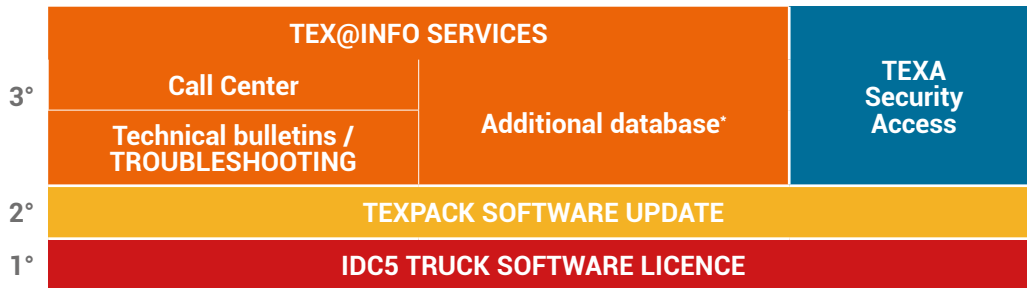 TEX@INFO SERVICES
3°
Call Center
Technical bulletins /
TROUBLESHOOTING
Additional database*
TEXA
Security
Access
2°
TEXPACK SOFTWARE UPDATE
1°
IDC5 TRUCK SOFTWARE LICENCE